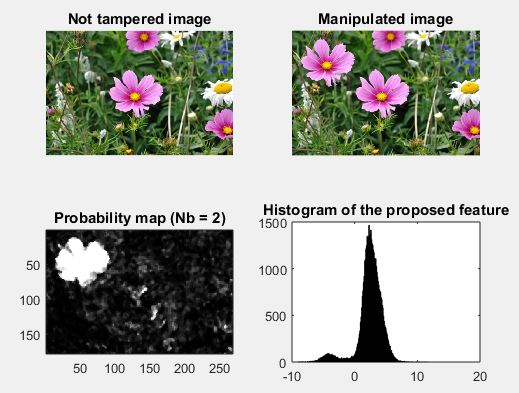 Not tampered image
Manipulated image
Probability map (Nb = 2)
50
100
150
50 100 150 200 250
Histogram of the proposed feature
1500
1000
500
0
-10 0 10 20